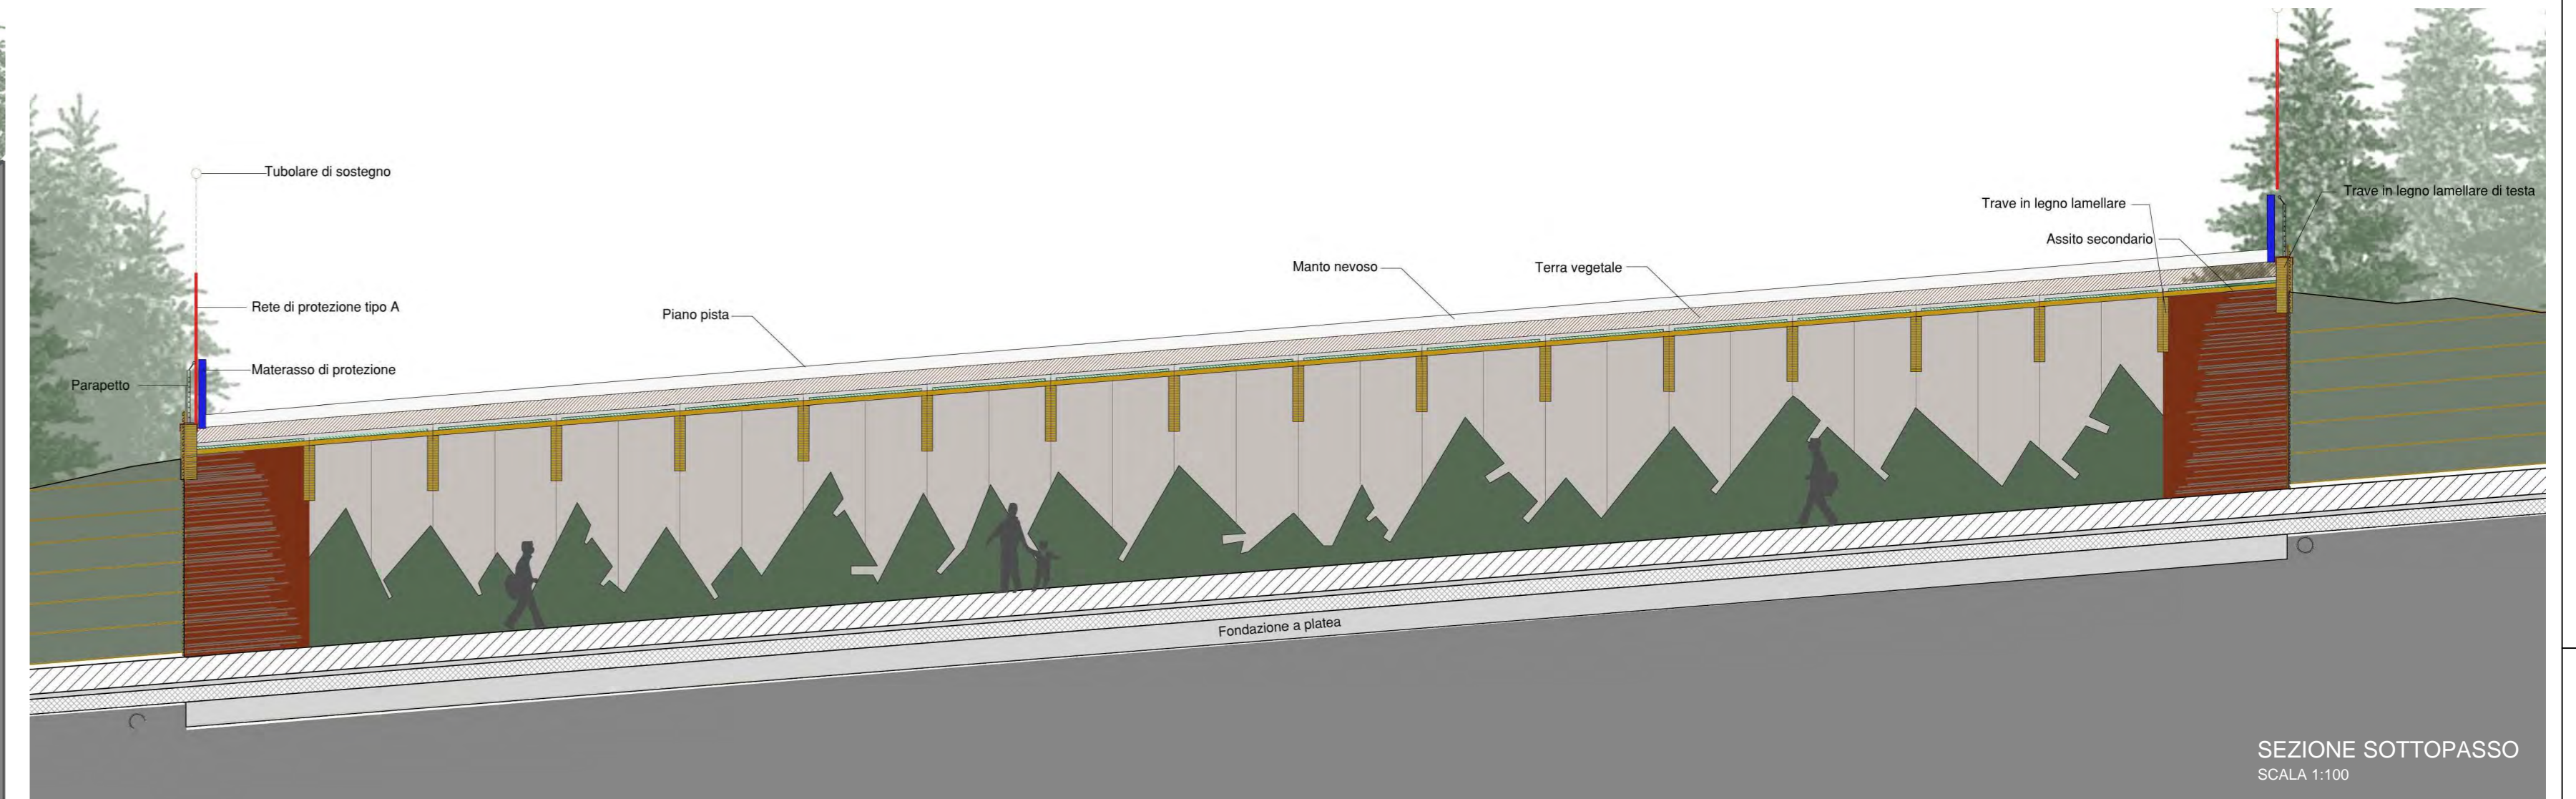 Tubolare di sostegno
Trave in legno lamellare di testa
Trave in legno lamellare
Assito secondario
Manto nevoso
Terra vegetale
Rete di protezione tipo A
Piano pista
Materasso di protezione
Parapetto
Fondazione a platea
SEZIONE SOTTOPASSO
SCALA 1:100